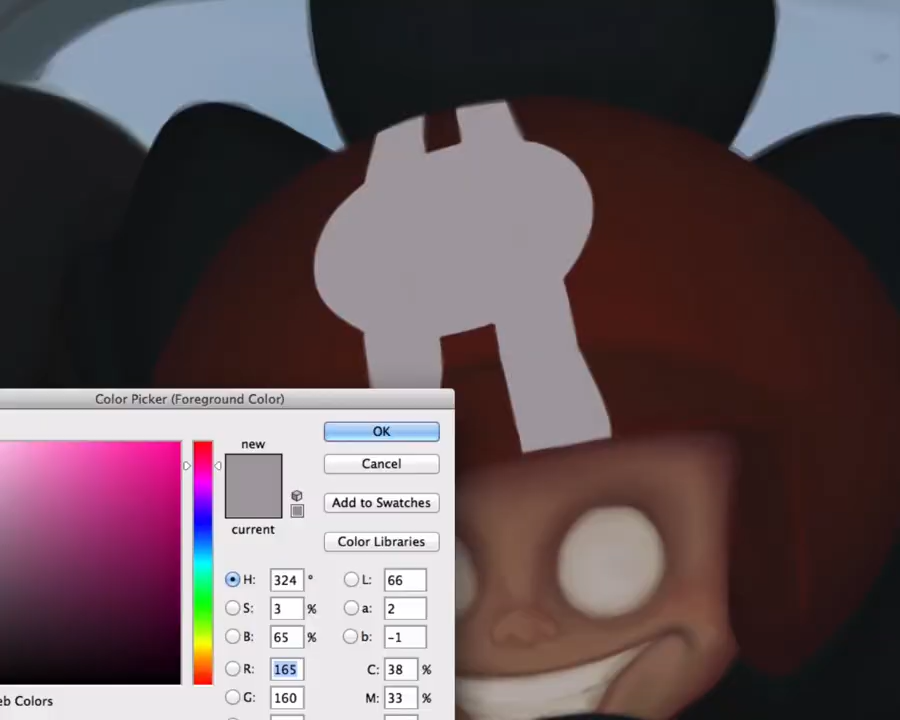 Color Picker (Foreground Color)
new
current
OK
Cancel
Add to Swatches
Color Libraries
H: 324 °
L: 66
S: 3 %
a: 2
B: 65 %
b: -1
R: 165
C: 38 %
G: 160
M: 33 %
Colors